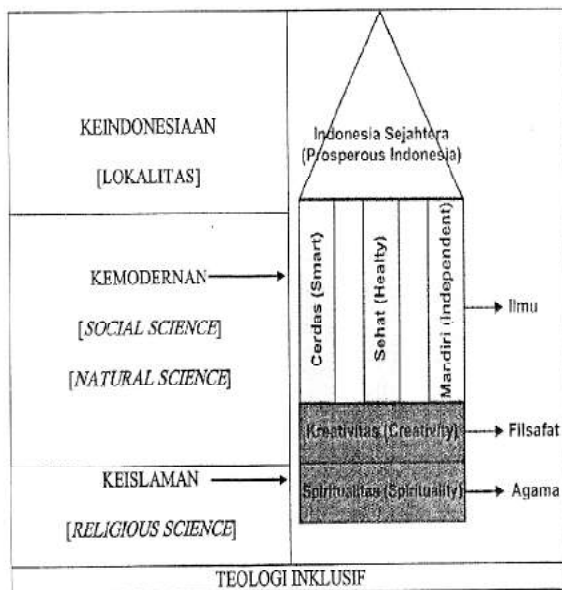 KEINDONESIAAN
[LOKALITAS]
Indonesia Sejahtera
(Prosperous Indonesia)
KEMODERNAN
[SOCIAL SCIENCE]
[NATURAL SCIENCE]
Cerdas (Smart)
Sehat (Healty)
Mandiri (Independent)
Ilmu
Kreativitas (Creativity)
Filsafat
KEISLAMAN
[RELIGIOUS SCIENCE]
Spiritualitas (Spirituality)
Agama
TEOLOGI INKLUSIF